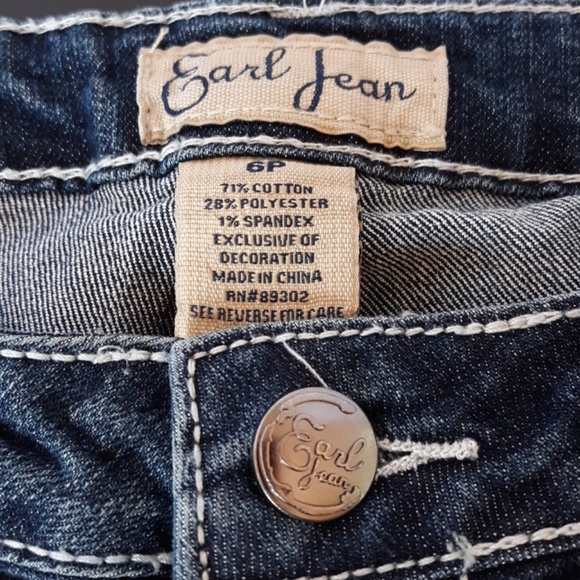 Earl Jean
6P
71% COTTON
28% POLYESTER
1% SPANDEX
EXCLUSIVE OF
DECORATION
MADE IN CHINA
RN#89302
SEE REVERSE FOR CARE
Earl
Jean